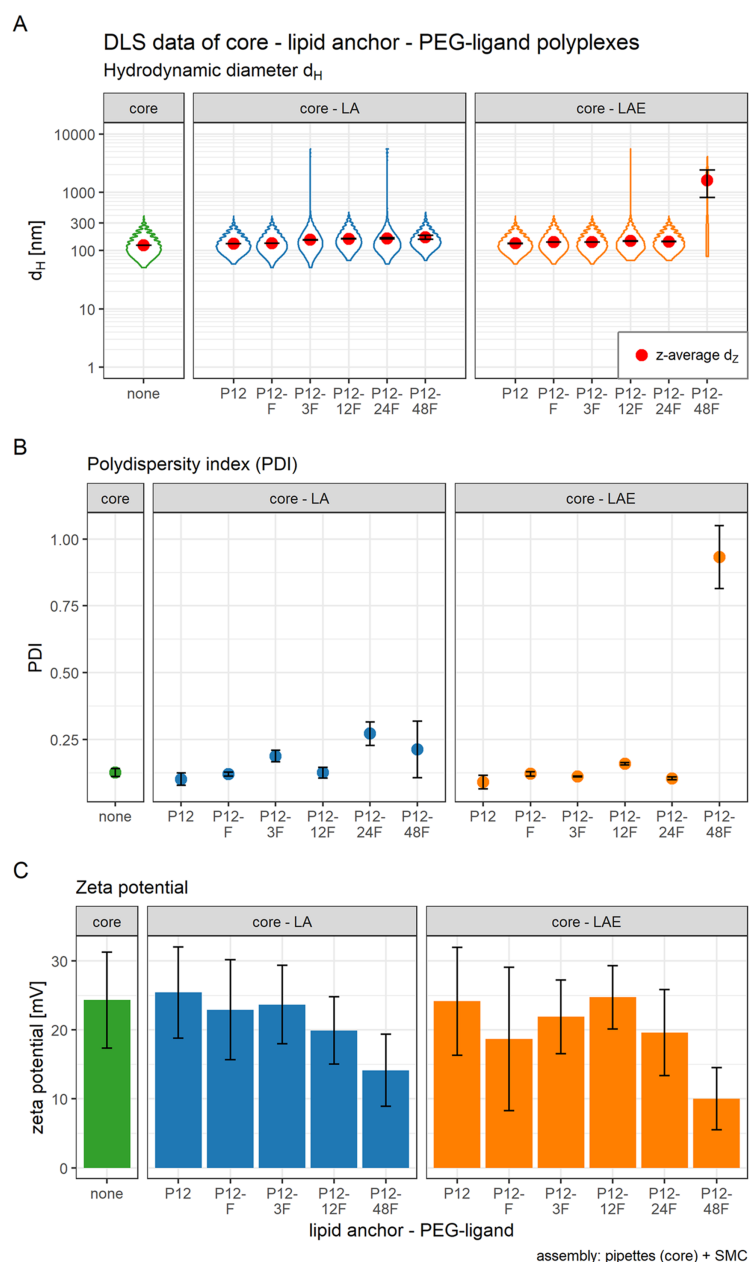 A
DLS data of core - lipid anchor - PEG-ligand polyplexes
Hydrodynamic diameter dH
core
core - LA
core - LAE
10000
1000
300
100
10
1
dH [nm]
z-average dZ
none
P12 P12-F P12-3F P12-12F P12-24F P12-48F
P12 P12-F P12-3F P12-12F P12-24F P12-48F
B
Polydispersity index (PDI)
core
core - LA
core - LAE
1.00
0.75
0.50
0.25
PDI
none
P12 P12-F P12-3F P12-12F P12-24F P12-48F
P12 P12-F P12-3F P12-12F P12-24F P12-48F
C
Zeta potential
core
core - LA
core - LAE
30
20
10
0
zeta potential [mV]
none
P12 P12-F P12-3F P12-12F P12-48F
P12 P12-F P12-3F P12-12F P12-24F P12-48F
lipid anchor - PEG-ligand
assembly: pipettes (core) + SMC